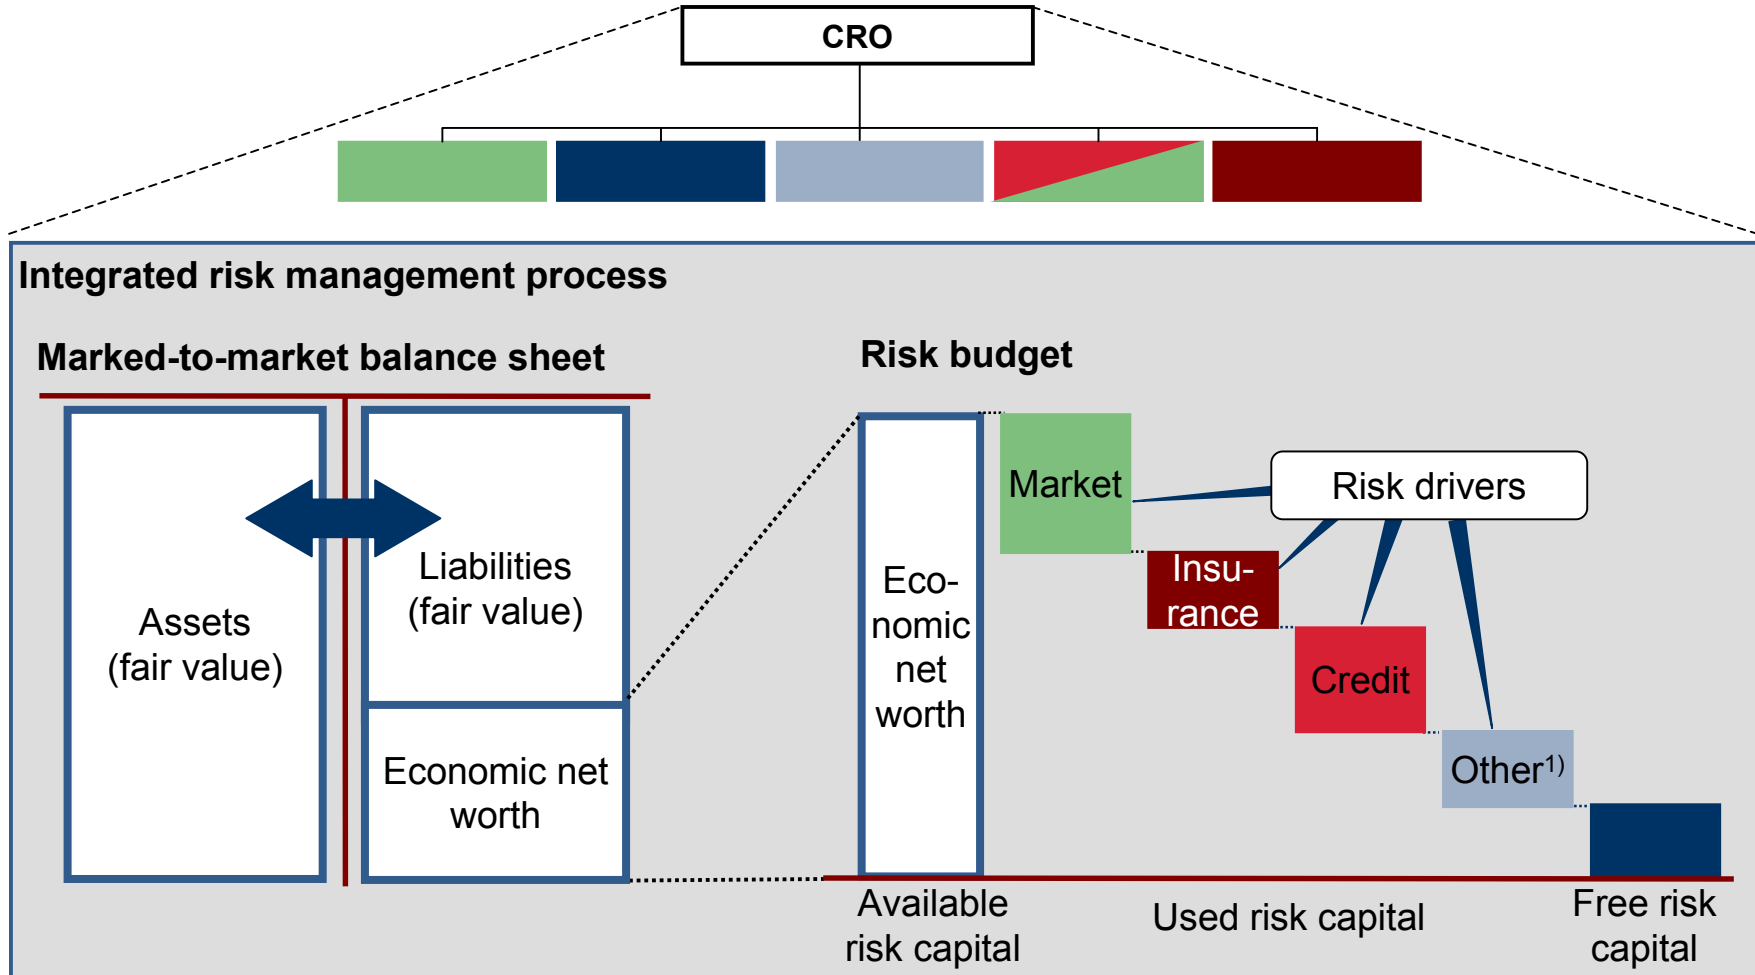 CRO
Integrated risk management process
Marked-to-market balance sheet
Assets
(fair value)
Liabilities
(fair value)
Economic net
worth
Risk budget
Eco-
nomic
net
worth
Market
Insu-
rance
Credit
Other1)
Risk drivers
Available
risk capital
Used risk capital
Free risk
capital